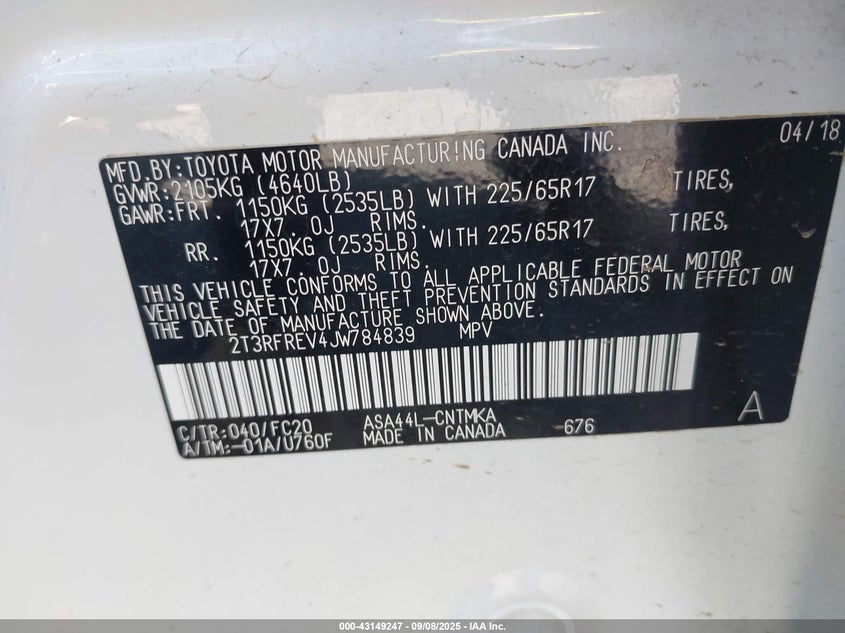 04/18
MFD.BY:TOYOTA MOTOR MANUFACTURING CANADA INC.
GVWR:2105KG (4640LB)
GAWR:FRT. 1150KG (2535LB) WITH 225/65R17 TIRES,
17X7. 0J RIMS.
RR. 1150KG (2535LB) WITH 225/65R17 TIRES,
17X7. 0J RIMS.
THIS VEHICLE CONFORMS TO ALL APPLICABLE FEDERAL MOTOR
VEHICLE SAFETY AND THEFT PREVENTION STANDARDS IN EFFECT ON
THE DATE OF MANUFACTURE SHOWN ABOVE.
2T3RFREV4JW784839 MPV
C/TR:040/FC20 ASA44L-CNTMKA 676 A
A/TM:-01A/U760F MADE IN CANADA
000-43149247 - 09/08/2025 - IAA Inc.